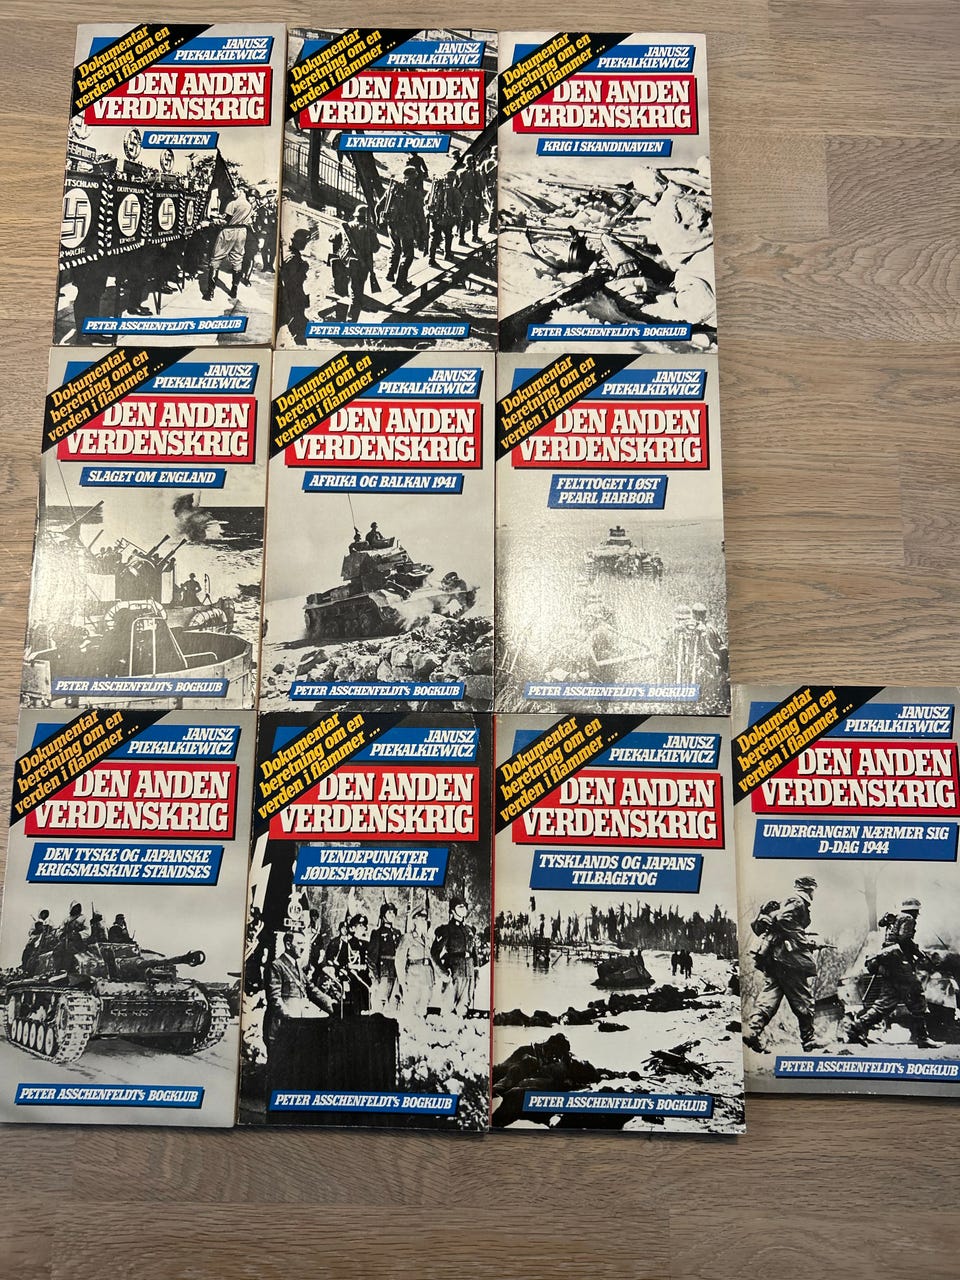 Dokumentar
beretning om en
verden i flammer ...
JANUSZ
PIEKALKIEWICZ
DEN ANDEN
VERDENSKRIG
OPTAKTEN
DEUTSCHLAND
DEUTSCHLAND
PETER ASSCHENFELDT's BOGKLUB
Dokumentar
beretning om en
verden i flammer ...
JANUSZ
PIEKALKIEWICZ
DEN ANDEN
VERDENSKRIG
LYNKRIG I POLEN
PETER ASSCHENFELDT's BOGKLUB
Dokumentar
beretning om en
verden i flammer ...
JANUSZ
PIEKALKIEWICZ
DEN ANDEN
VERDENSKRIG
KRIG I SKANDINAVIEN
PETER ASSCHENFELDT's BOGKLUB
Dokumentar
beretning om en
verden i flammer ...
JANUSZ
PIEKALKIEWICZ
DEN ANDEN
VERDENSKRIG
SLAGET OM ENGLAND
PETER ASSCHENFELDT's BOGKLUB
Dokumentar
beretning om en
verden i flammer ...
JANUSZ
PIEKALKIEWICZ
DEN ANDEN
VERDENSKRIG
AFRIKA OG BALKAN 1941
PETER ASSCHENFELDT's BOGKLUB
Dokumentar
beretning om en
verden i flammer ...
JANUSZ
PIEKALKIEWICZ
DEN ANDEN
VERDENSKRIG
FELTTOGET I ØST
PEARL HARBOR
PETER ASSCHENFELDT's BOGKLUB
Dokumentar
beretning om en
verden i flammer ...
JANUSZ
PIEKALKIEWICZ
DEN ANDEN
VERDENSKRIG
DEN TYSKE OG JAPANSKE
KRIGSMASKINE STANDSES
PETER ASSCHENFELDT's BOGKLUB
Dokumentar
beretning om en
verden i flammer ...
JANUSZ
PIEKALKIEWICZ
DEN ANDEN
VERDENSKRIG
VENDEPUNKTER
JØDESPØRGSMÅLET
PETER ASSCHENFELDT's BOGKLUB
Dokumentar
beretning om en
verden i flammer ...
JANUSZ
PIEKALKIEWICZ
DEN ANDEN
VERDENSKRIG
TYSKLANDS OG JAPANS
TILBAGETOG
PETER ASSCHENFELDT's BOGKLUB
Dokumentar
beretning om en
verden i flammer ...
JANUSZ
PIEKALKIEWICZ
DEN ANDEN
VERDENSKRIG
UNDERGANGEN NÆRMER SIG
D-DAG 1944
PETER ASSCHENFELDT's BOGKLUB